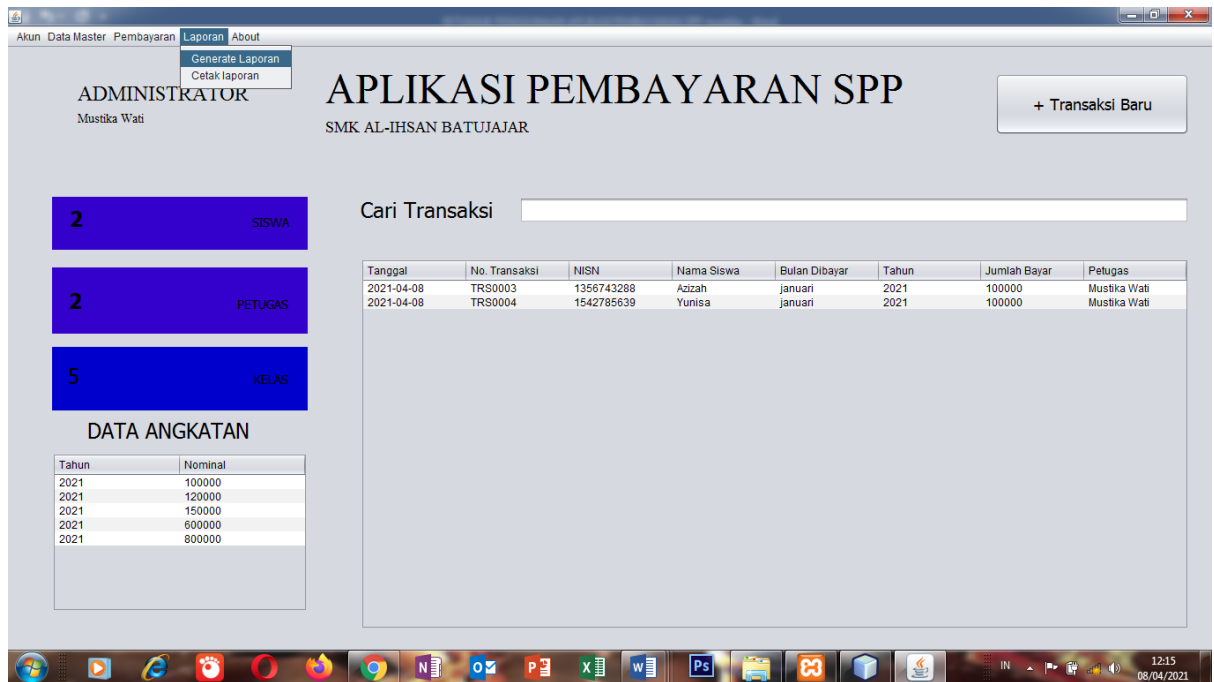 Akun Data Master Pembayaran Laporan About
Generate Laporan
Cetak laporan
ADMINISTRATOR
Mustika Wati
APLIKASI PEMBAYARAN SPP
SMK AL-IHSAN BATUJAJAR
+ Transaksi Baru
2 SISWA
2 PETUGAS
5 KELAS
Cari Transaksi
Tanggal No. Transaksi NISN Nama Siswa Bulan Dibayar Tahun Jumlah Bayar Petugas
2021-04-08 TRS0003 1356743288 Azizah januari 2021 100000 Mustika Wati
2021-04-08 TRS0004 1542785639 Yunisa januari 2021 100000 Mustika Wati
DATA ANGKATAN
Tahun Nominal
2021 100000
2021 120000
2021 150000
2021 600000
2021 800000
IN
12:15
08/04/2021